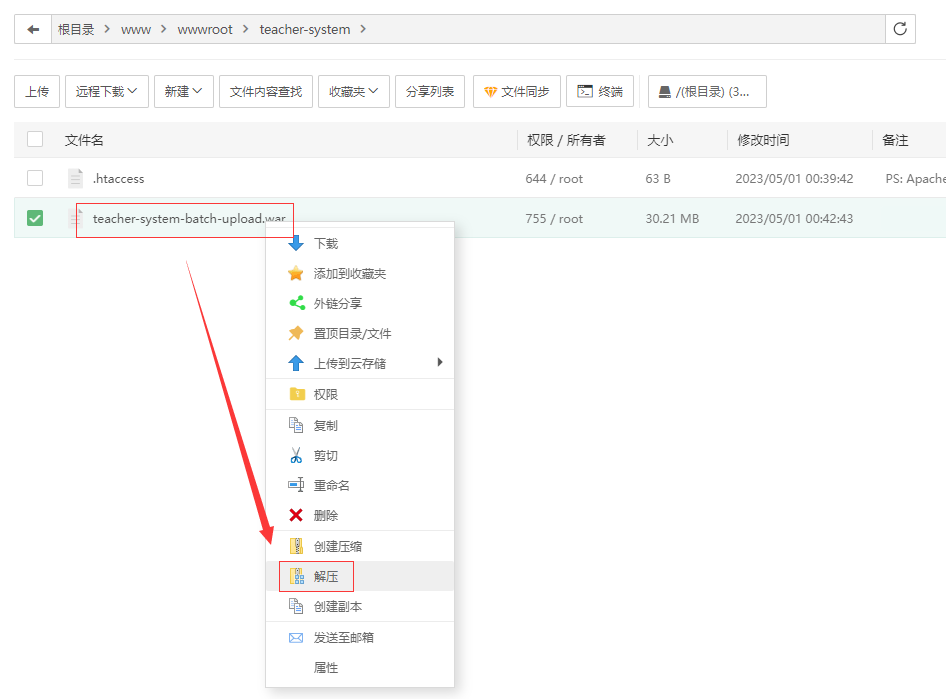 根目录 > www > wwwroot > teacher-system >
上传 远程下载 新建 文件内容查找 收藏夹 分享列表 文件同步 终端 /(根目录) (3...
文件名 权限 / 所有者 大小 修改时间 备注
.htaccess 644 / root 63 B 2023/05/01 00:39:42 PS: Apache
teacher-system-batch-upload.war 755 / root 30.21 MB 2023/05/01 00:42:43
下载
添加到收藏夹
外链分享
置顶目录/文件
上传到云存储
权限
复制
剪切
重命名
删除
创建压缩
解压
创建副本
发送至邮箱
属性